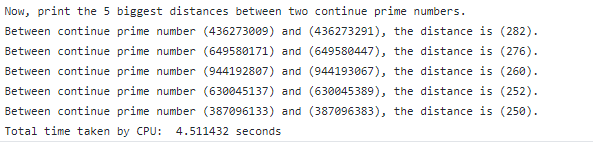 Now, print the 5 biggest distances between two continue prime numbers.
Between continue prime number (436273009) and (436273291), the distance is (282).
Between continue prime number (649580171) and (649580447), the distance is (276).
Between continue prime number (944192807) and (944193067), the distance is (260).
Between continue prime number (630045137) and (630045389), the distance is (252).
Between continue prime number (387096133) and (387096383), the distance is (250).
Total time taken by CPU:  4.511432 seconds